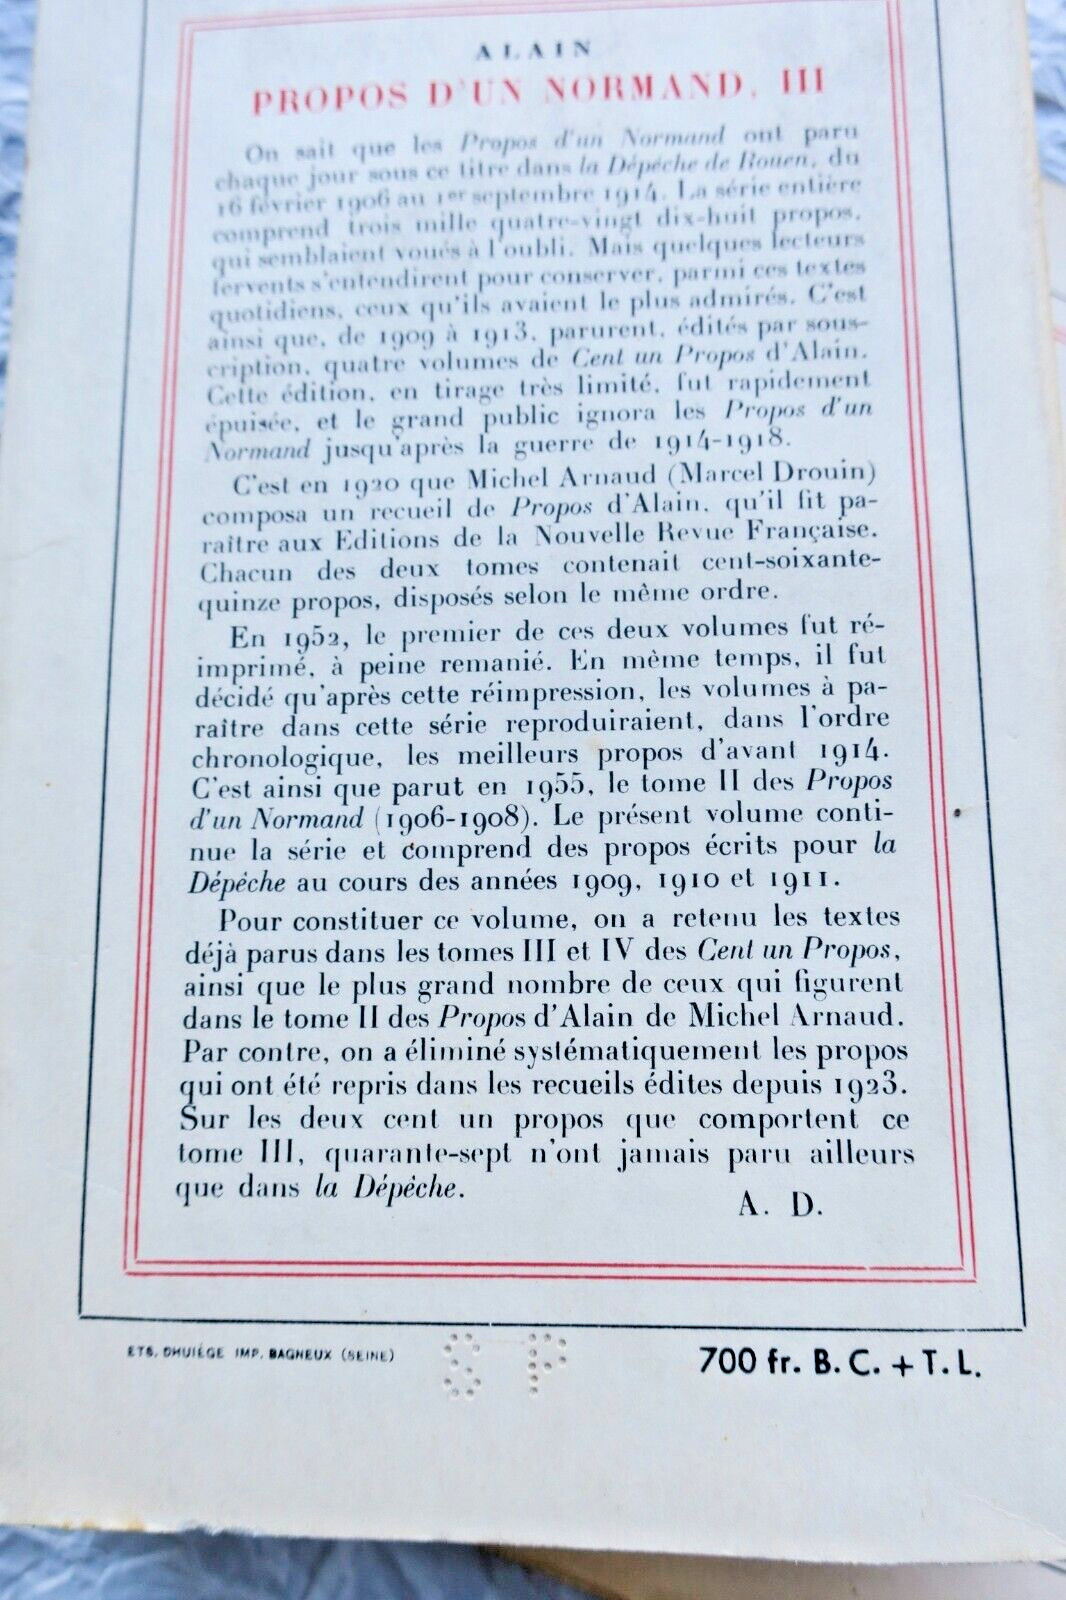 ALAIN
PROPOS D'UN NORMAND, III
On sait que les Propos d'un Normand ont paru
chaque jour sous ce titre dans la Dépêche de Rouen, du
16 février 1906 au 1er septembre 1914. La série entière
comprend trois mille quatre-vingt dix-huit propos,
qui semblaient voués à l'oubli. Mais quelques lecteurs
fervents s'entendirent pour conserver, parmi ces textes
quotidiens, ceux qu'ils avaient le plus admirés. C'est
ainsi que, de 1909 à 1913, parurent, édités par sous-
cription, quatre volumes de Cent un Propos d'Alain.
Cette édition, en tirage très limité, fut rapidement
épuisée, et le grand public ignora les Propos d'un
Normand jusqu'après la guerre de 1914-1918.
C'est en 1920 que Michel Arnaud (Marcel Drouin)
composa un recueil de Propos d'Alain, qu'il fit pa-
raître aux Editions de la Nouvelle Revue Française.
Chacun des deux tomes contenait cent-soixante-
quinze propos, disposés selon le même ordre.
En 1952, le premier de ces deux volumes fut ré-
imprimé, à peine remanié. En même temps, il fut
décidé qu'après cette réimpression, les volumes à pa-
raître dans cette série reproduiraient, dans l'ordre
chronologique, les meilleurs propos d'avant 1914.
C'est ainsi que parut en 1955, le tome II des Propos
d'un Normand (1906-1908). Le présent volume conti-
nue la série et comprend des propos écrits pour la
Dépêche au cours des années 1909, 1910 et 1911.
Pour constituer ce volume, on a retenu les textes
déjà parus dans les tomes III et IV des Cent un Propos,
ainsi que le plus grand nombre de ceux qui figurent
dans le tome II des Propos d'Alain de Michel Arnaud.
Par contre, on a éliminé systématiquement les propos
qui ont été repris dans les recueils édites depuis 1923.
Sur les deux cent un propos que comportent ce
tome III, quarante-sept n'ont jamais paru ailleurs
que dans la Dépêche.
A. D.
ETS. DHUIÉGE IMP. BAGNEUX (SEINE)
SP
700 fr. B. C. + T. L.